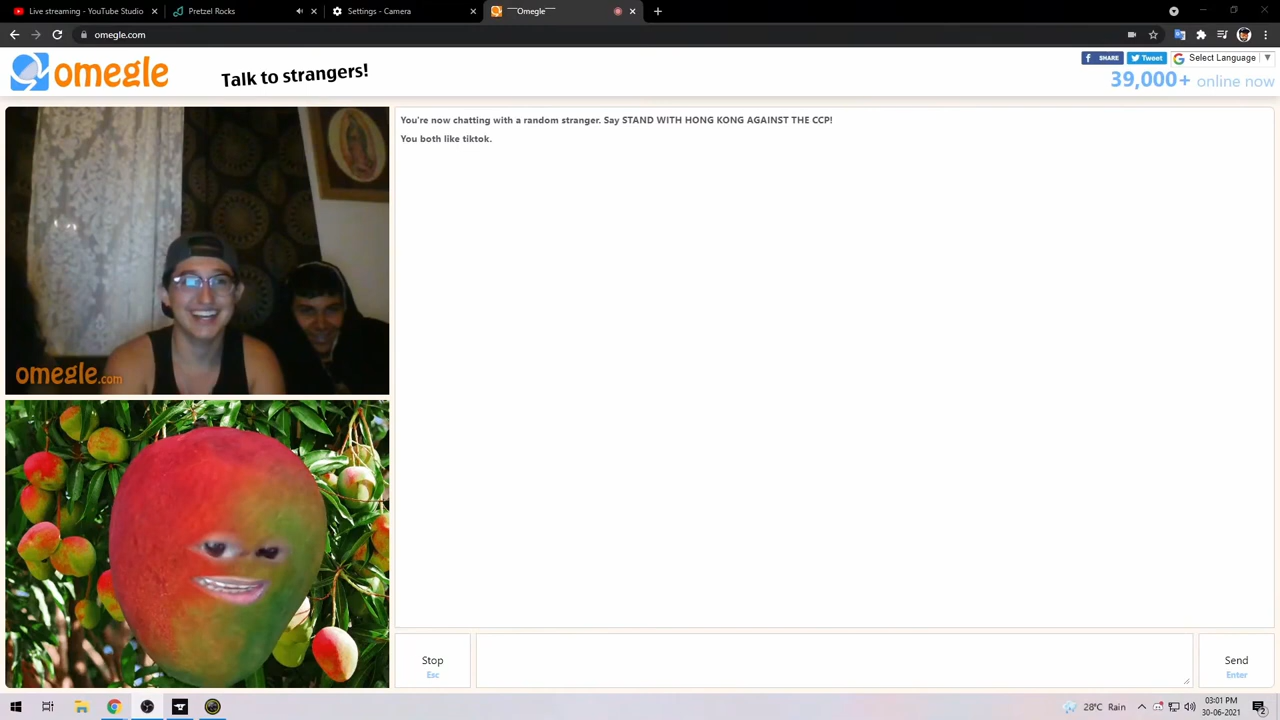 Live streaming - YouTube Studio
Pretzel Rocks
Settings - Camera
Omegle
omegle.com
omegle
Talk to strangers!
SHARE
Tweet
Select Language
39,000+ online now
You're now chatting with a random stranger. Say STAND WITH HONG KONG AGAINST THE CCP!
You both like tiktok.
omegle.com
Stop
Esc
Send
Enter
28°C Rain
03:01 PM
30-06-2021
2